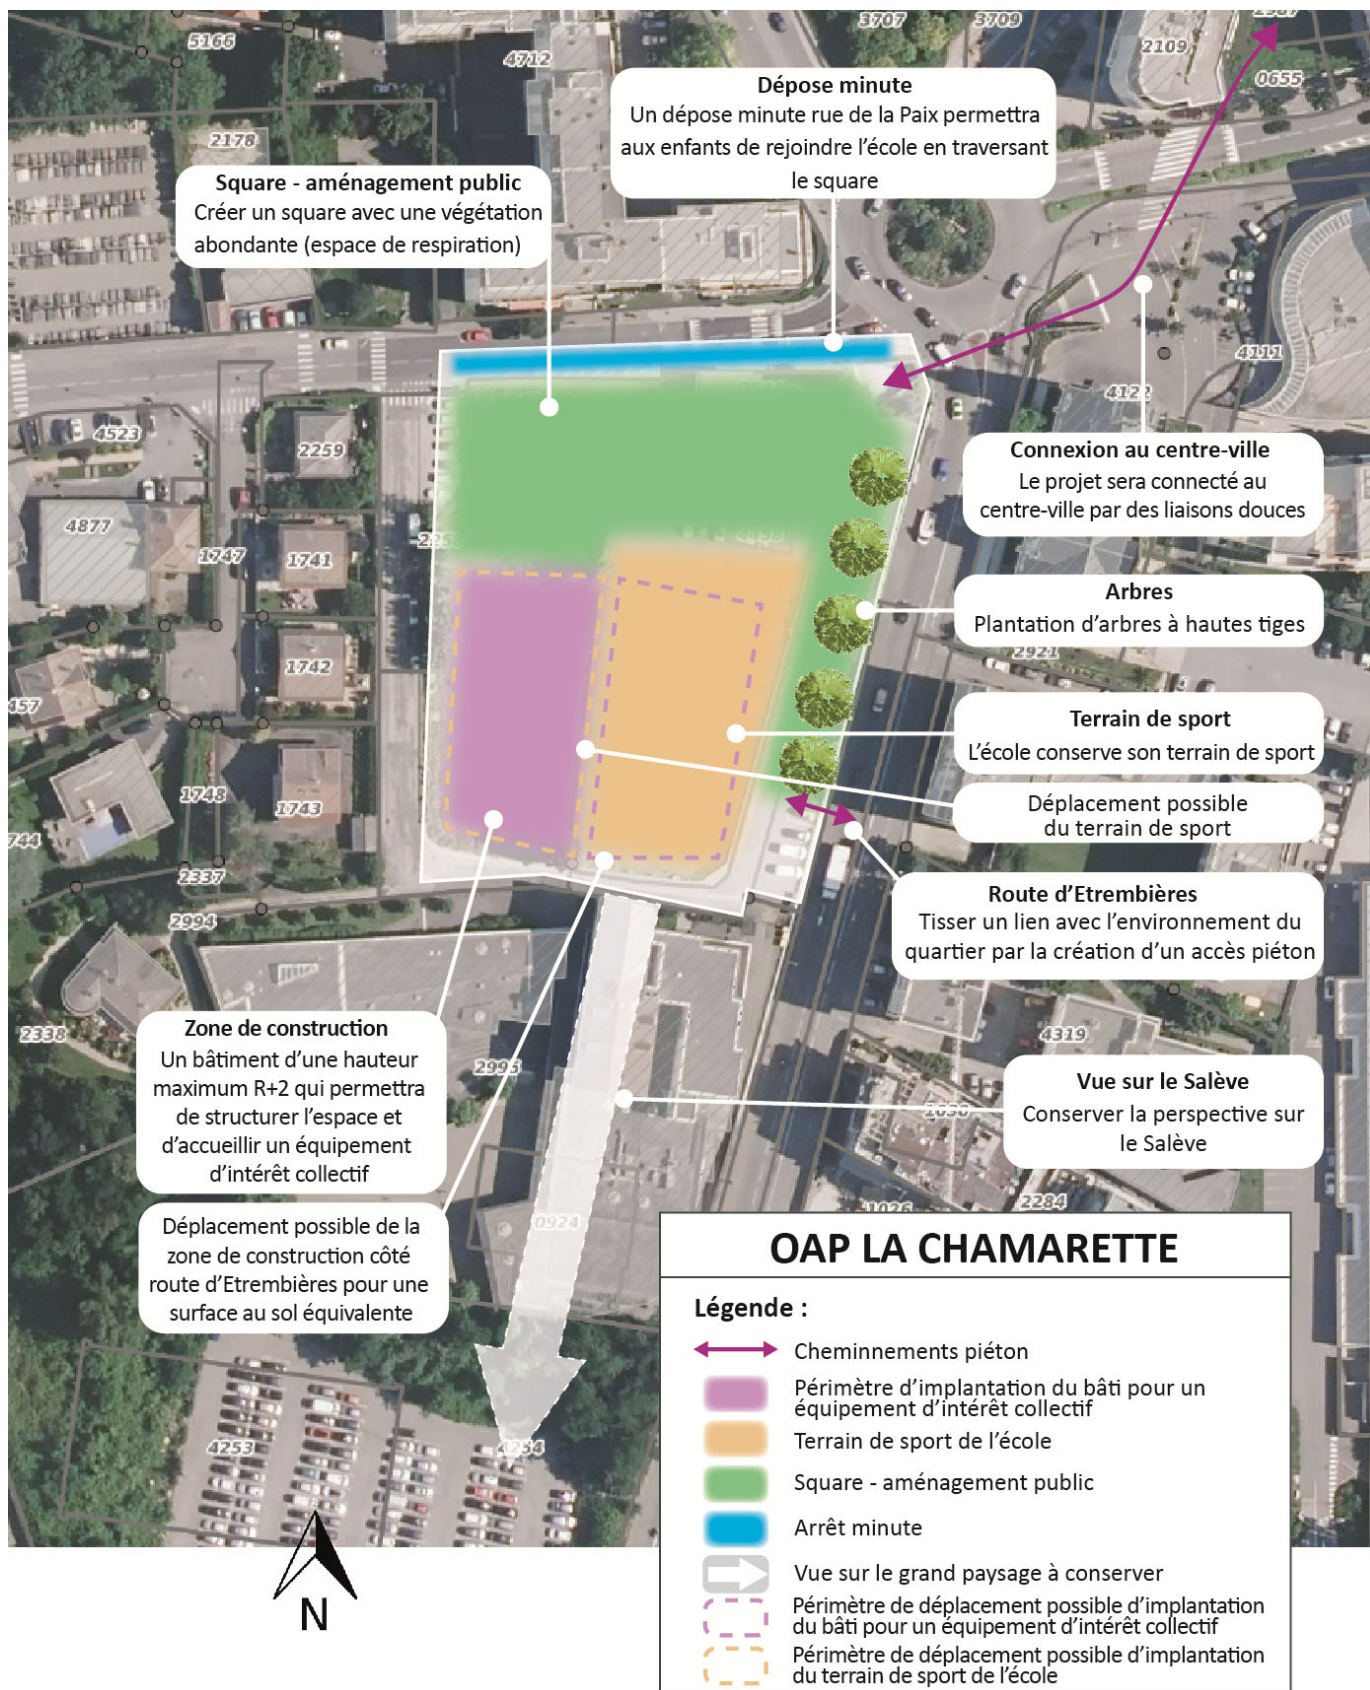 5166
4712
3707
3709
2109
0655
2178
Dépose minute
Un dépose minute rue de la Paix permettra
aux enfants de rejoindre l'école en traversant
le square
Square - aménagement public
Créer un square avec une végétation
abondante (espace de respiration)
4111
4122
4523
2259
4877
1747
1741
1742
Connexion au centre-ville
Le projet sera connecté au
centre-ville par des liaisons douces
Arbres
Plantation d'arbres à hautes tiges
2921
457
Terrain de sport
L'école conserve son terrain de sport
Déplacement possible
du terrain de sport
1748
1743
744
2337
2994
Route d'Etrembières
Tisser un lien avec l'environnement du
quartier par la création d'un accès piéton
2338
4319
2995
Zone de construction
Un bâtiment d'une hauteur
maximum R+2 qui permettra
de structurer l'espace et
d'accueillir un équipement
d'intérêt collectif
Vue sur le Salève
Conserver la perspective sur
le Salève
1030
1026
2284
0924
Déplacement possible de la
zone de construction côté
route d'Etrembières pour une
surface au sol équivalente
4253
4254
N
OAP LA CHAMARETTE
Légende :
Cheminnements piéton
Périmètre d'implantation du bâti pour un
équipement d'intérêt collectif
Terrain de sport de l'école
Square - aménagement public
Arrêt minute
Vue sur le grand paysage à conserver
Périmètre de déplacement possible d'implantation
du bâti pour un équipement d'intérêt collectif
Périmètre de déplacement possible d'implantation
du terrain de sport de l'école